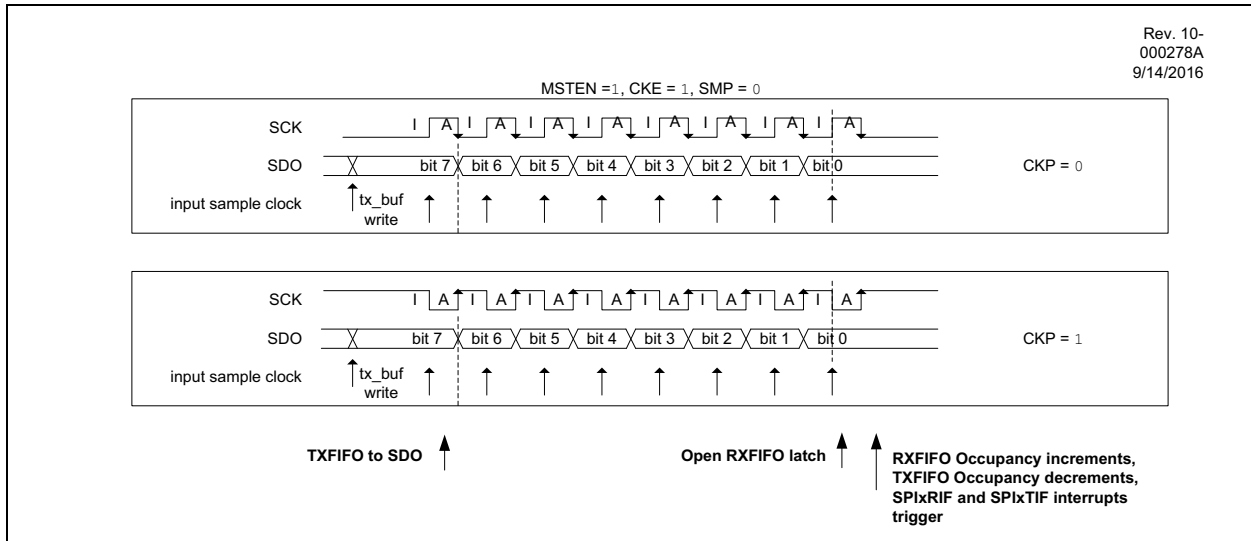 Rev. 10-
000278A
9/14/2016
MSTEN =1, CKE = 1, SMP = 0
SCK I A I A I A I A I A I A I A I A
SDO bit 7 bit 6 bit 5 bit 4 bit 3 bit 2 bit 1 bit 0 CKP = 0
input sample clock tx_buf
write
SCK I A I A I A I A I A I A I A I A
SDO bit 7 bit 6 bit 5 bit 4 bit 3 bit 2 bit 1 bit 0 CKP = 1
input sample clock tx_buf
write
TXFIFO to SDO Open RXFIFO latch RXFIFO Occupancy increments,
TXFIFO Occupancy decrements,
SPIxRIF and SPIxTIF interrupts
trigger